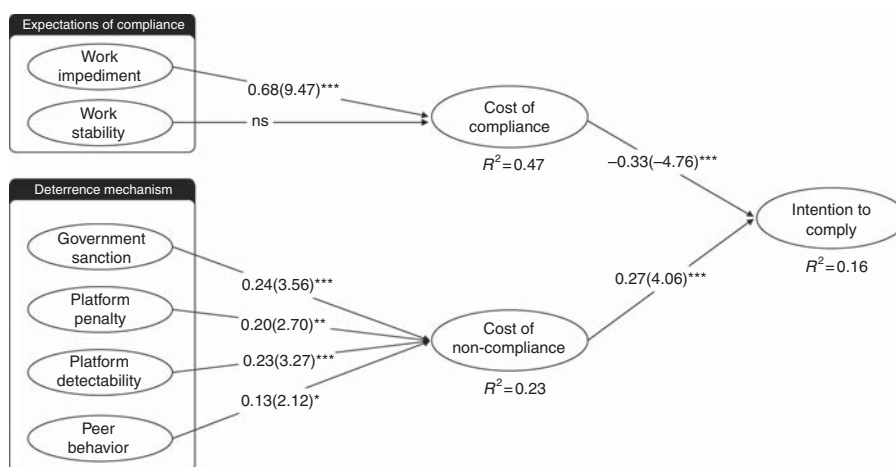 Expectations of compliance
Work
impediment
0.68(9.47)***
Work
stability
ns
Cost of
compliance
R²=0.47
–0.33(–4.76)***
Deterrence mechanism
Government
sanction
0.24(3.56)***
Platform
penalty
0.20(2.70)**
Platform
detectability
0.23(3.27)***
Peer
behavior
0.13(2.12)*
Cost of
non-compliance
R²=0.23
0.27(4.06)***
Intention to
comply
R²=0.16